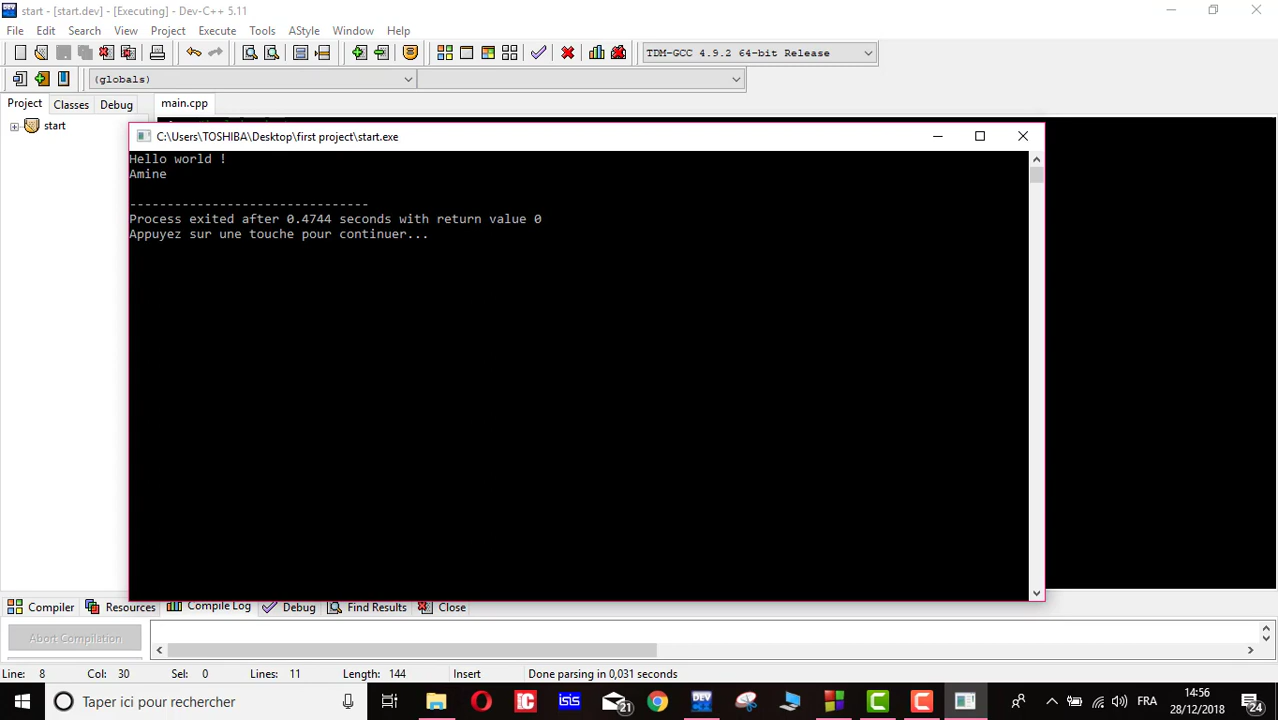 start - [start.dev] - [Executing] - Dev-C++ 5.11
File Edit Search View Project Execute Tools AStyle Window Help
TDM-GCC 4.9.2 64-bit Release
(globals)
Project Classes Debug main.cpp
start
C:\Users\TOSHIBA\Desktop\first project\start.exe
Hello world !
Amine
--------------------------------
Process exited after 0.4744 seconds with return value 0
Appuyez sur une touche pour continuer...
Compiler Resources Compile Log Debug Find Results Close
Abort Compilation
Line: 8 Col: 30 Sel: 0 Lines: 11 Length: 144 Insert Done parsing in 0,031 seconds
Taper ici pour rechercher IC isis 21 DEV FRA 14:56
28/12/2018 24